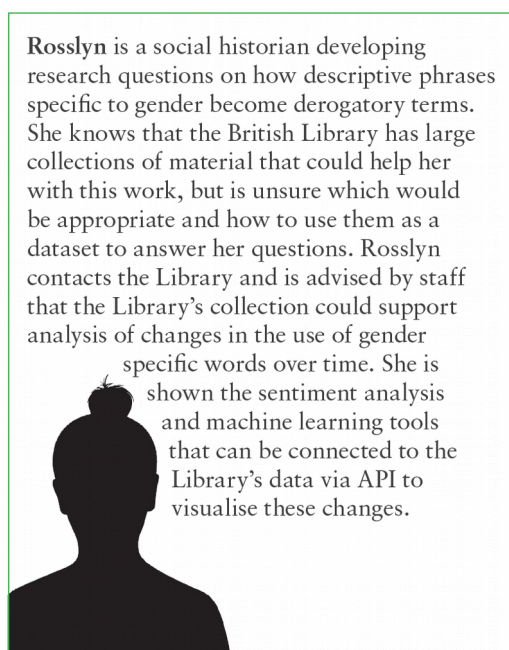 Rosslyn is a social historian developing
research questions on how descriptive phrases
specific to gender become derogatory terms.
She knows that the British Library has large
collections of material that could help her
with this work, but is unsure which would
be appropriate and how to use them as a
dataset to answer her questions. Rosslyn
contacts the Library and is advised by staff
that the Library’s collection could support
analysis of changes in the use of gender
specific words over time. She is
shown the sentiment analysis
and machine learning tools
that can be connected to the
Library’s data via API to
visualise these changes.